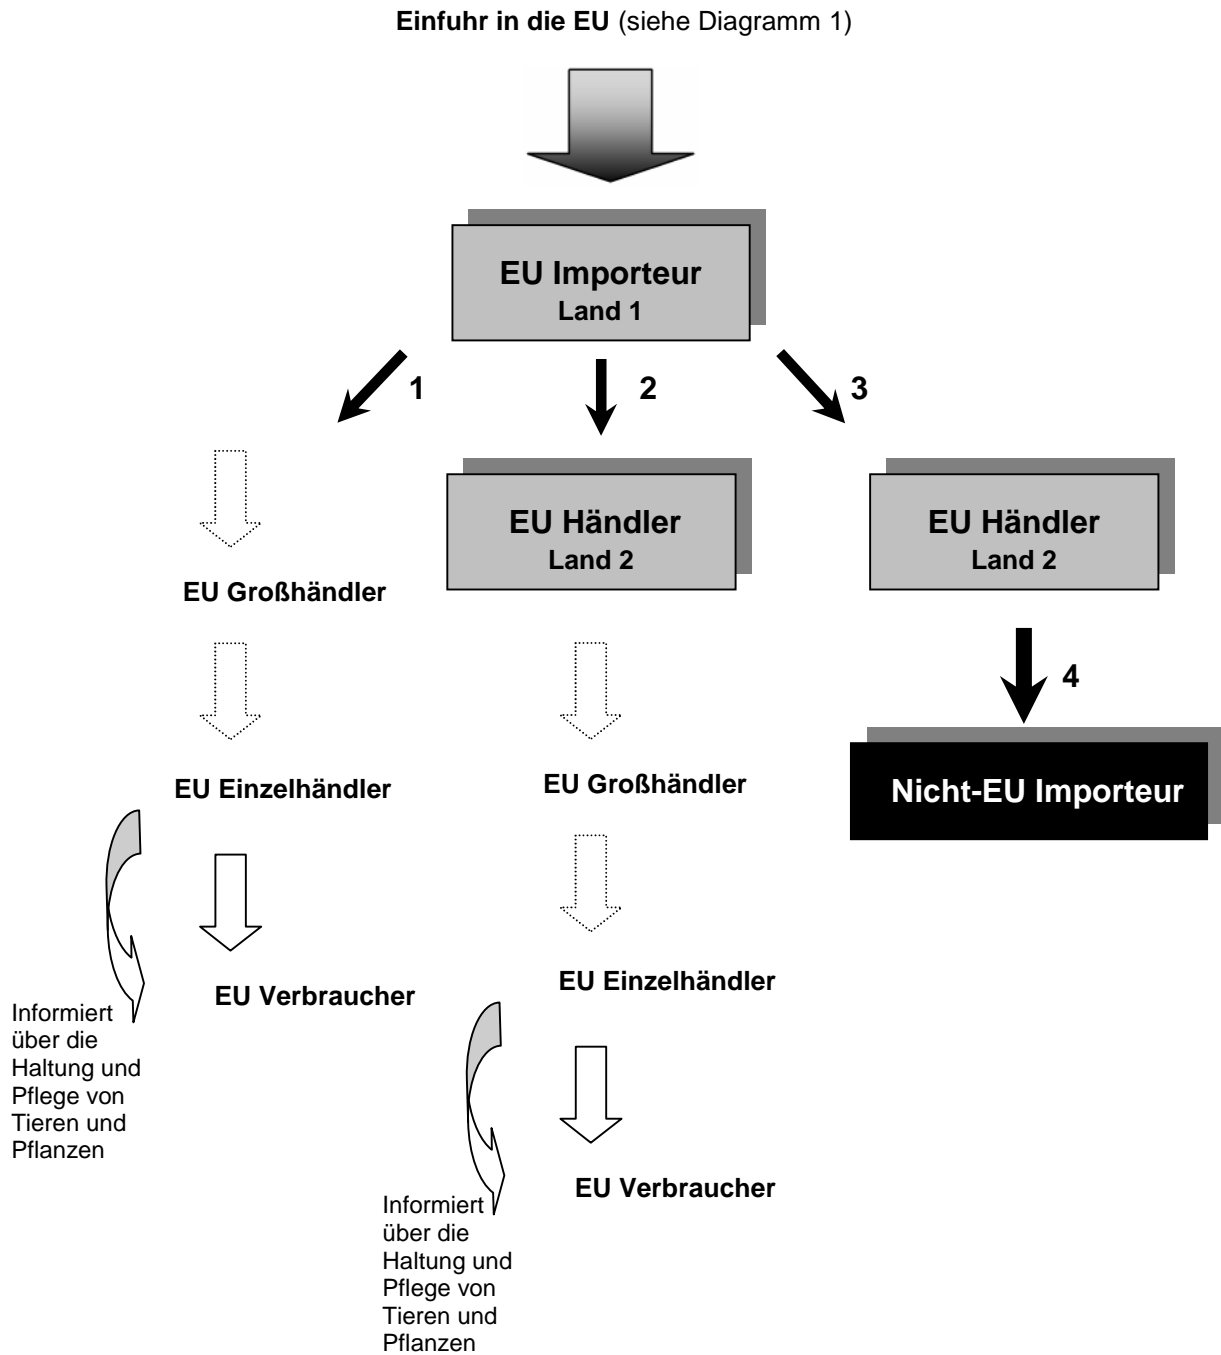 Einfuhr in die EU (siehe Diagramm 1)
EU Importeur
Land 1
1
2
3
EU Händler
Land 2
EU Händler
Land 2
EU Großhändler
4
EU Einzelhändler
EU Großhändler
Nicht-EU Importeur
EU Verbraucher
EU Einzelhändler
Informiert
über die
Haltung und
Pflege von
Tieren und
Pflanzen
EU Verbraucher
Informiert
über die
Haltung und
Pflege von
Tieren und
Pflanzen